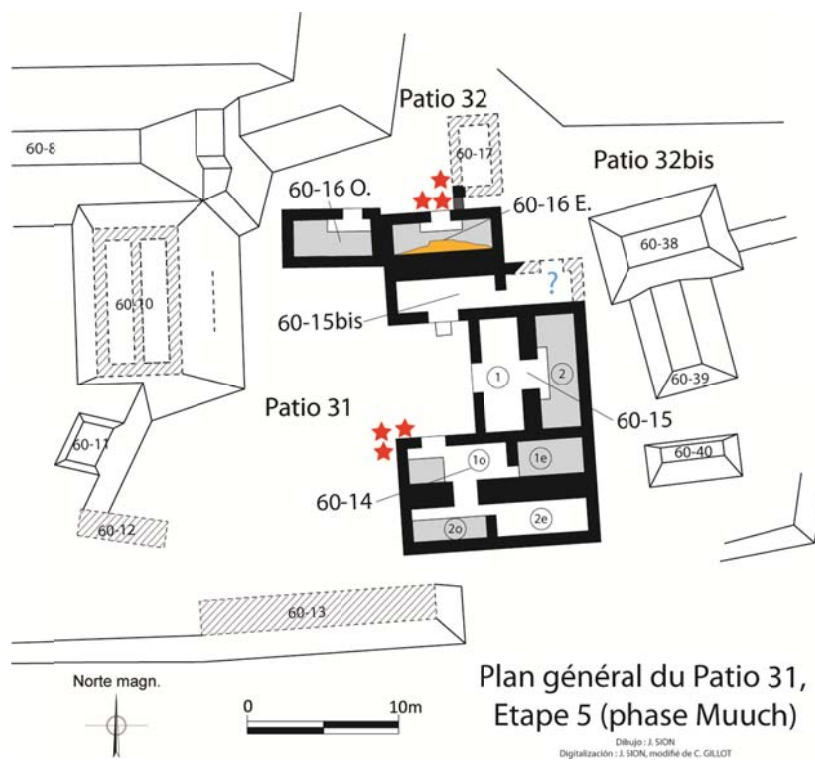 Patio 32
60-8
60-17
Patio 32bis
60-16 O.
60-16 E.
60-38
?
60-10
60-15bis
1
2
60-39
Patio 31
60-15
60-11
60-40
1o
1e
60-14
2o
2e
60-12
60-13
Norte magn.
0
10m
Plan général du Patio 31,
Etape 5 (phase Muuch)
Dibujo : J. SION
Digitalización : J. SION, modifié de C. GILLOT